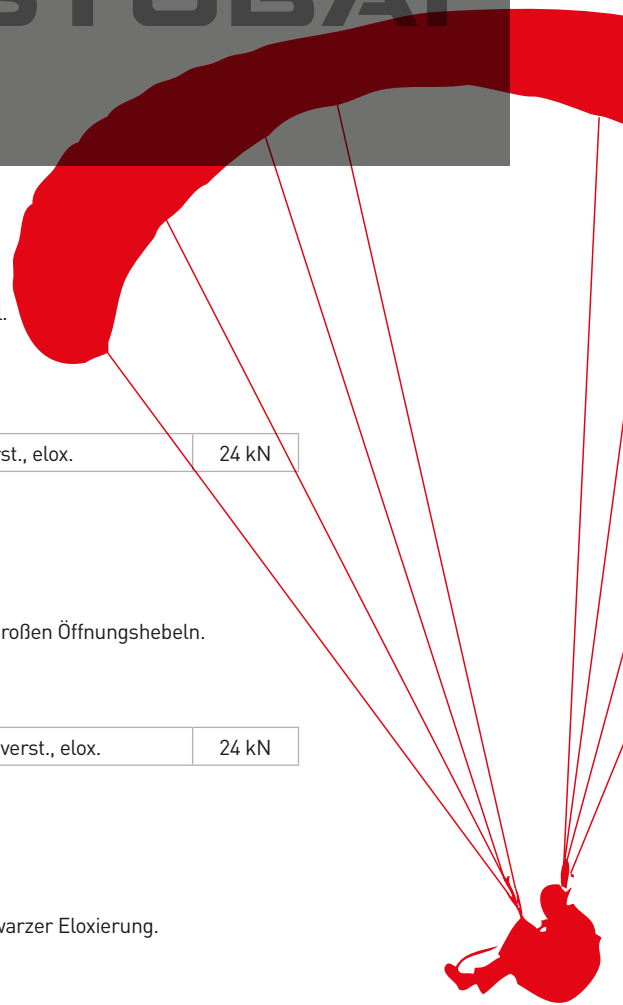 rst., elox. 24 kN
roßen Öffnungshebeln.
verst., elox. 24 kN
warzer Eloxierung.